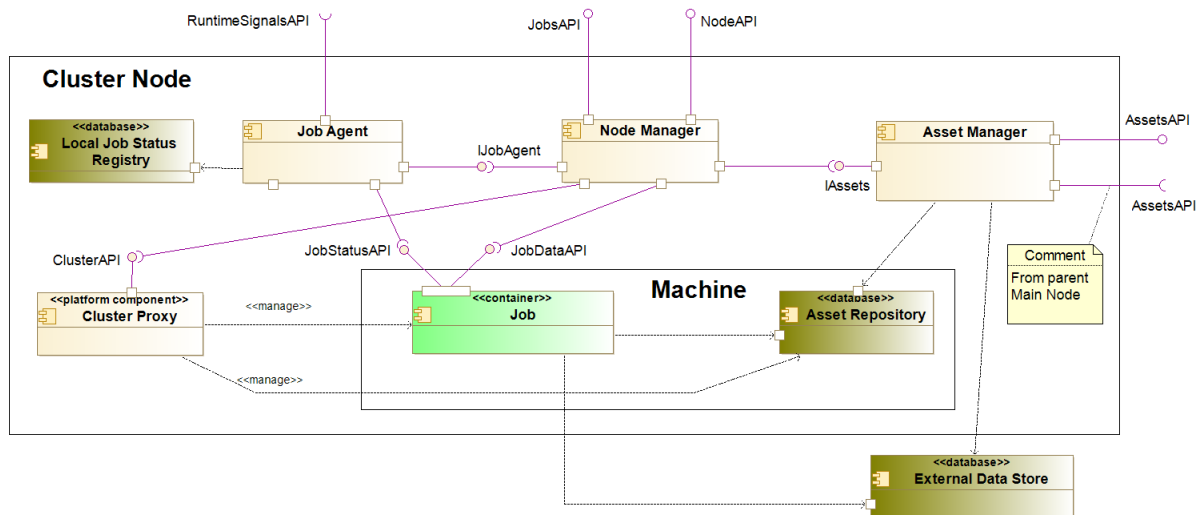 RuntimeSignalsAPI
JobsAPI
NodeAPI
Cluster Node
<<database>>
Local Job Status
Registry
Job Agent
IJobAgent
Node Manager
IAssets
Asset Manager
AssetsAPI
AssetsAPI
ClusterAPI
JobStatusAPI
JobDataAPI
Comment
From parent
Main Node
<<platform component>>
Cluster Proxy
<<manage>>
<<manage>>
Machine
<<container>>
Job
<<database>>
Asset Repository
<<database>>
External Data Store